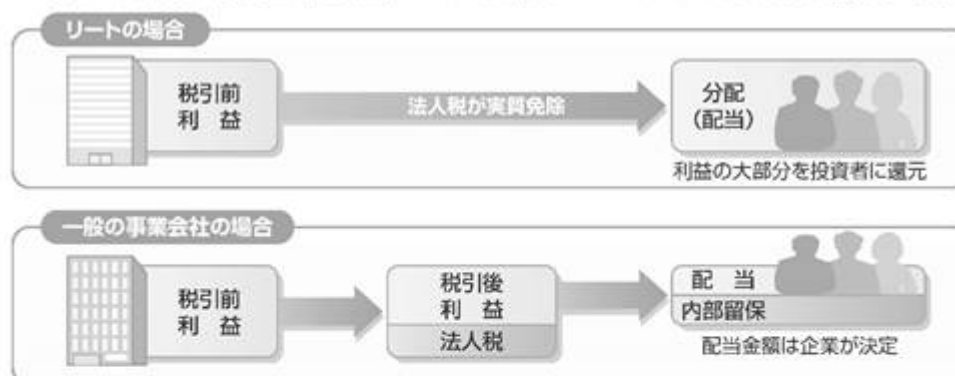 リートの場合
税引前
利 益
法人税が実質免除
分配
(配当)
利益の大部分を投資者に還元
一般の事業会社の場合
税引前
利 益
税引後
利 益
法人税
配 当
内部留保
配当金額は企業が決定